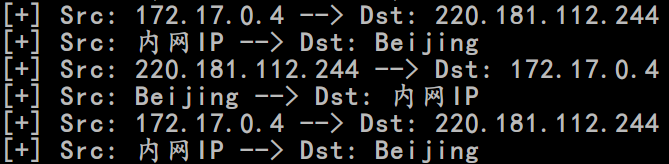 [+] Src: 172.17.0.4 --> Dst: 220.181.112.244
[+] Src: 内网IP --> Dst: Beijing
[+] Src: 220.181.112.244 --> Dst: 172.17.0.4
[+] Src: Beijing --> Dst: 内网IP
[+] Src: 172.17.0.4 --> Dst: 220.181.112.244
[+] Src: 内网IP --> Dst: Beijing